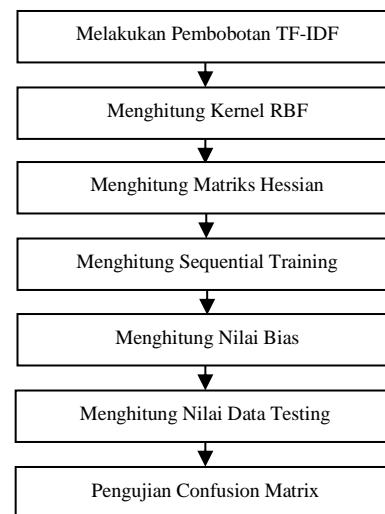 Melakukan Pembobotan TF-IDF
Menghitung Kernel RBF
Menghitung Matriks Hessian
Menghitung Sequential Training
Menghitung Nilai Bias
Menghitung Nilai Data Testing
Pengujian Confusion Matrix